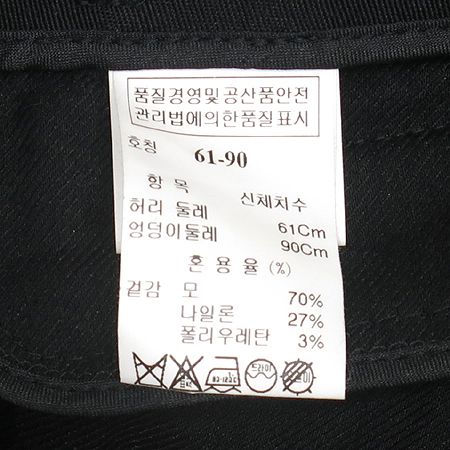 품질경영및공산품안전
관리법에의한품질표시
호칭 61-90
항 목 신체치수
허리 둘레 61Cm
엉덩이둘레 90Cm
혼 용 율 (%)
겉감 모 70%
나일론 27%
폴리우레탄 3%
드라이